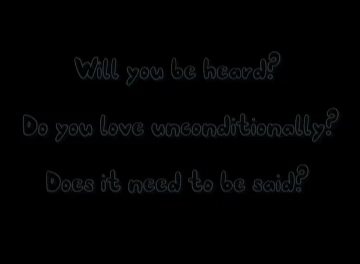 Will you be heard?
Do you love unconditionally?
Does it need to be said?